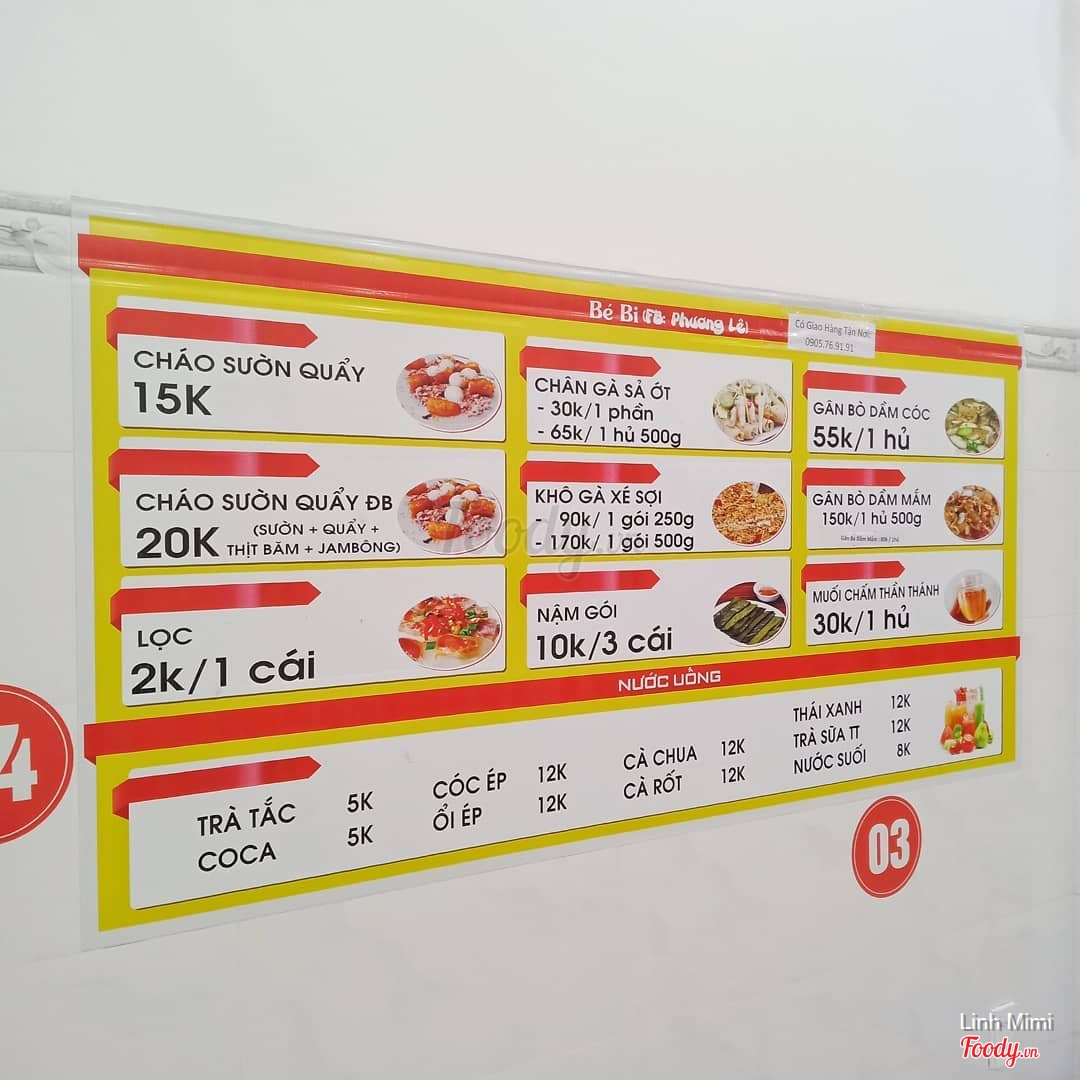 Bé Bi (FB: Phương Lê)
Có Giao Hàng Tận Nơi,
0905.76.91.91
CHÁO SƯỜN QUẨY
15K
CHÁO SƯỜN QUẨY ĐB
20K (SƯỜN + QUẨY +
THỊT BĂM + JAMBÔNG)
LỌC
2k/1 cái
CHÂN GÀ SẢ ỚT
- 30k/1 phần
- 65k/ 1 hủ 500g
KHÔ GÀ XÉ SỢI
- 90k/ 1 gói 250g
- 170k/ 1 gói 500g
NẬM GÓI
10k/3 cái
GÂN BÒ DẦM CÓC
55k/1 hủ
GÂN BÒ DẦM MẮM
150k/1 hủ 500g
Gân Bò Dầm Mắm : 80k / 1hủ
MUỐI CHẤM THẦN THÁNH
30k/1 hủ
NƯỚC UỐNG
TRÀ TẮC 5K
COCA 5K
CÓC ÉP 12K
ỔI ÉP 12K
CÀ CHUA 12K
CÀ RỐT 12K
THÁI XANH 12K
TRÀ SỮA TT 12K
NƯỚC SUỐI 8K
4
03
foody.vn
Linh Mimi
Foody.vn